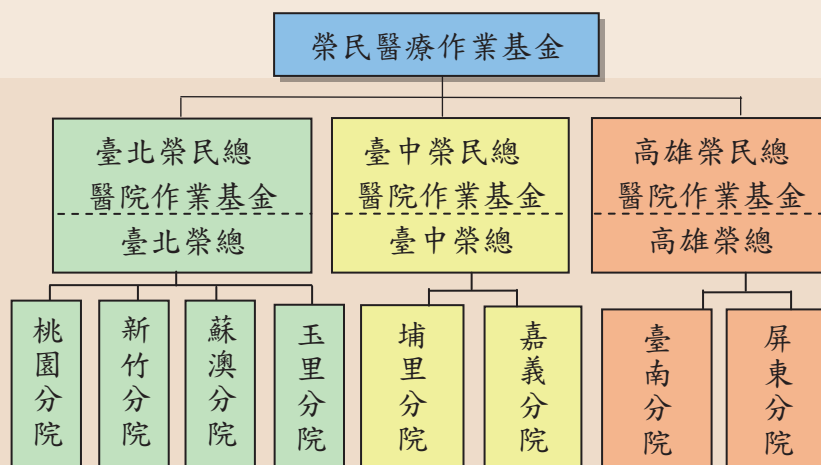 榮民醫療作業基金
臺北榮民總
醫院作業基金
臺北榮總
臺中榮民總
醫院作業基金
臺中榮總
高雄榮民總
醫院作業基金
高雄榮總
桃園分院
新竹分院
蘇澳分院
玉里分院
埔里分院
嘉義分院
臺南分院
屏東分院